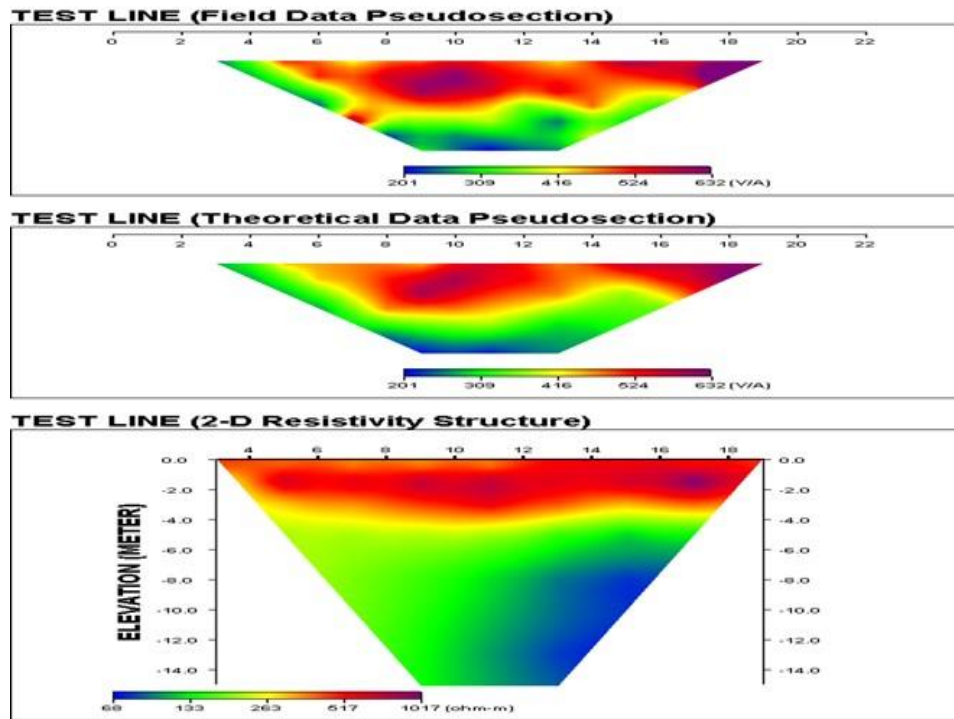 TEST LINE (Field Data Pseudosection)
0 2 4 6 8 10 12 14 16 18 20 22
201 309 416 524 632 (V/A)
TEST LINE (Theoretical Data Pseudosection)
0 2 4 6 8 10 12 14 16 18 20 22
201 309 416 524 632 (V/A)
TEST LINE (2-D Resistivity Structure)
4 6 8 10 12 14 16 18
0.0 0.0
-2.0 -2.0
-4.0 -4.0
ELEVATION (METER)
-6.0 -6.0
-8.0 -8.0
-10.0 -10.0
-12.0 -12.0
-14.0 -14.0
68 133 263 517 1017 (ohm-m)